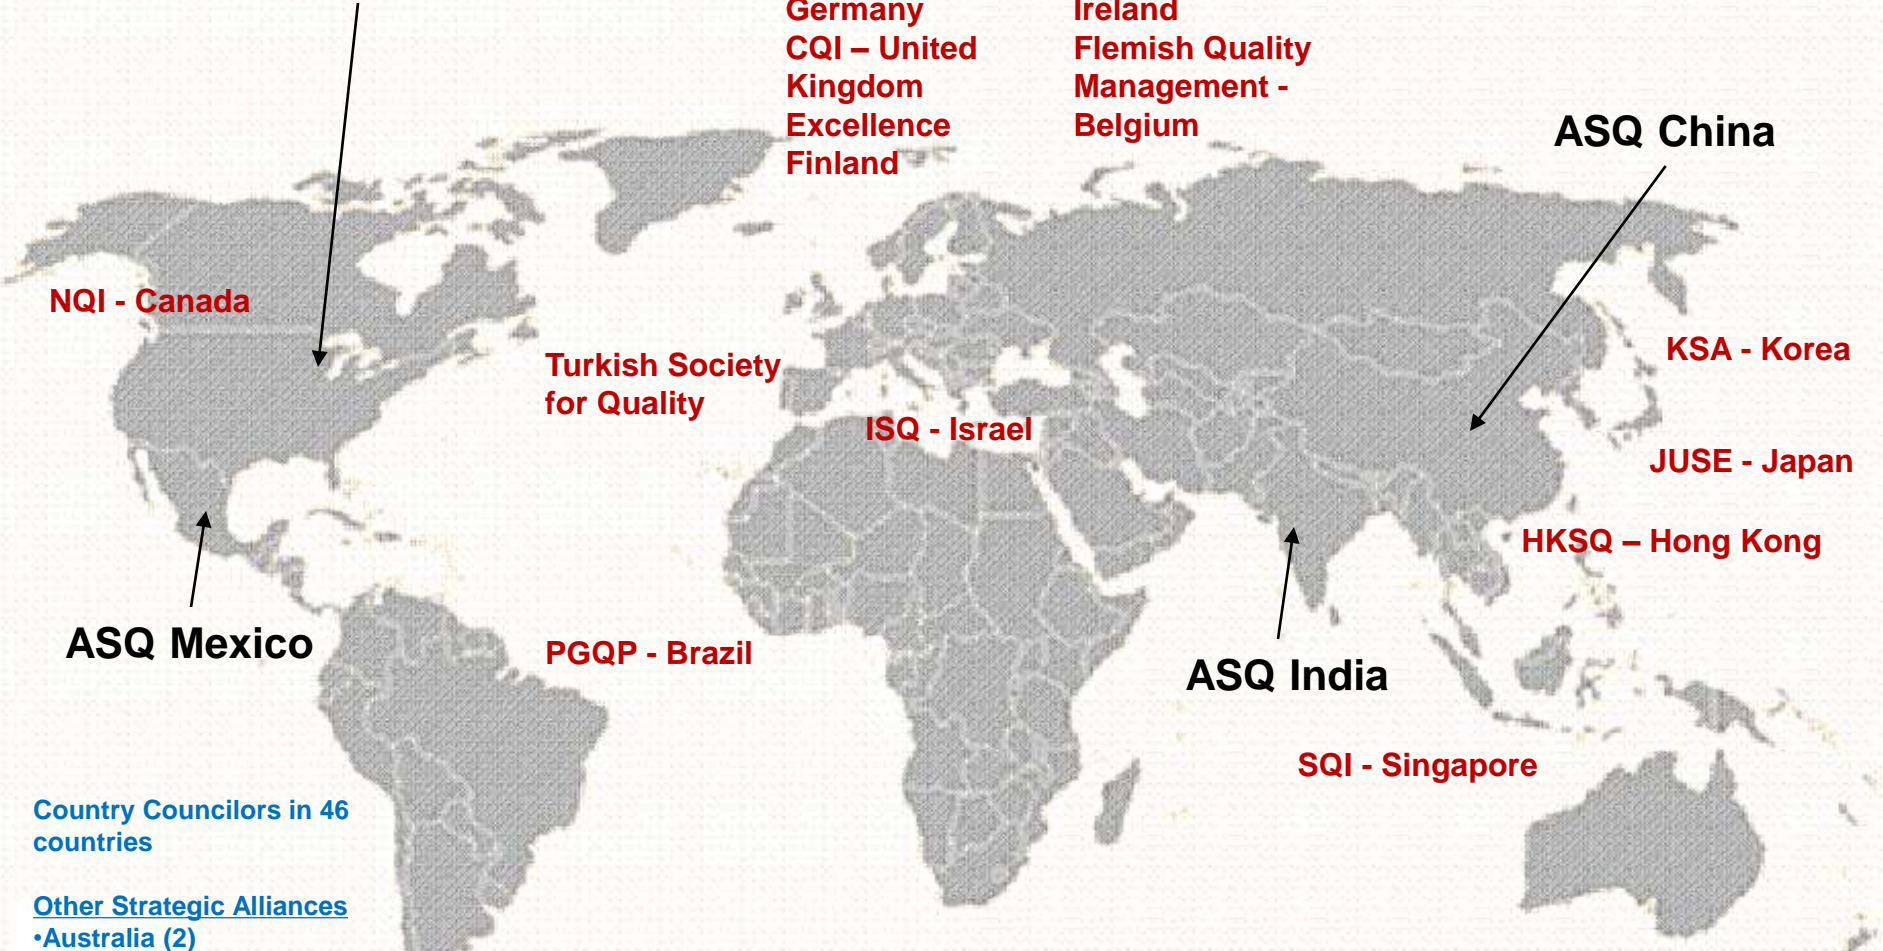 Germany
CQI – United
Kingdom
Excellence
Finland
Ireland
Flemish Quality
Management -
Belgium
ASQ China
NQI - Canada
KSA - Korea
Turkish Society
for Quality
ISQ - Israel
JUSE - Japan
HKSQ – Hong Kong
ASQ Mexico
PGQP - Brazil
ASQ India
SQI - Singapore
Country Councilors in 46
countries
Other Strategic Alliances
•Australia (2)